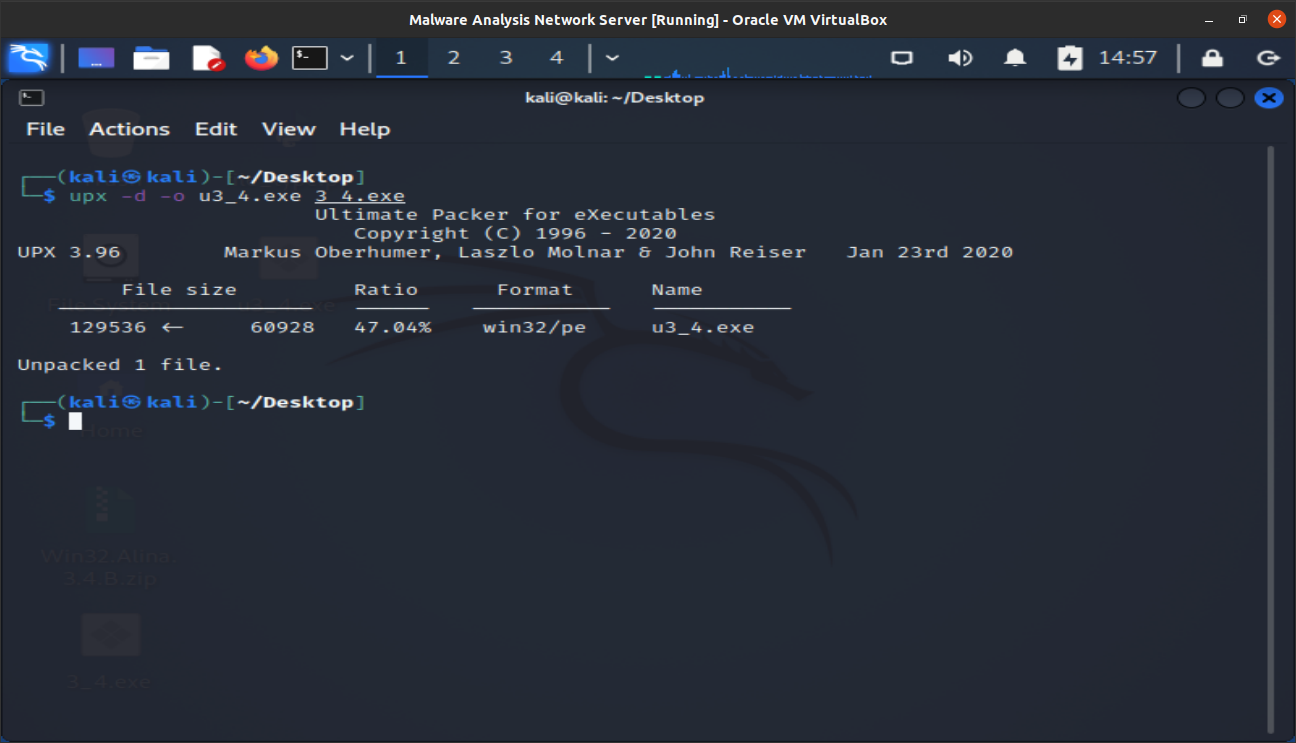 Malware Analysis Network Server [Running] - Oracle VM VirtualBox
1 2 3 4 14:57
kali@kali: ~/Desktop
File Actions Edit View Help
┌──(kali㉿kali)-[~/Desktop]
└─$ upx -d -o u3_4.exe 3_4.exe
Ultimate Packer for eXecutables
Copyright (C) 1996 - 2020
UPX 3.96 Markus Oberhumer, Laszlo Molnar & John Reiser Jan 23rd 2020
File size Ratio Format Name
129536 <- 60928 47.04% win32/pe u3_4.exe
Unpacked 1 file.
┌──(kali㉿kali)-[~/Desktop]
└─$
File System u3_4.exe
Home
Win32.Alina.
3.4.B.zip
3_4.exe